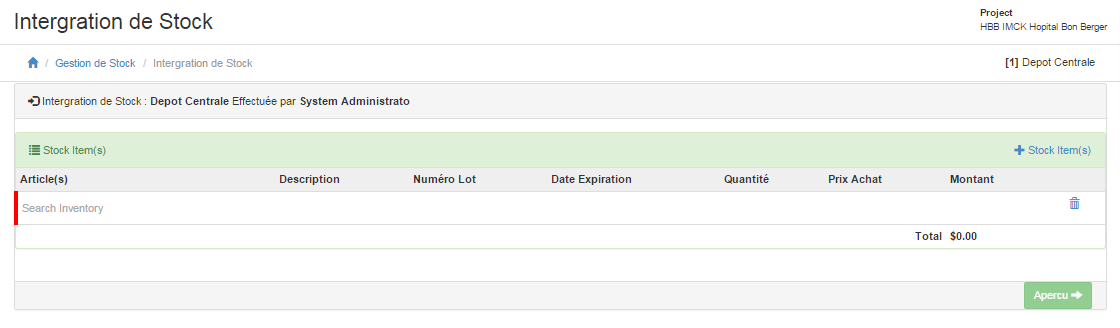 Intergration de Stock
Project
HBB IMCK Hopital Bon Berger
/ Gestion de Stock / Intergration de Stock
[1] Depot Centrale
Intergration de Stock : Depot Centrale Effectuée par System Administrato
Stock Item(s)
Stock Item(s)
Article(s) Description Numéro Lot Date Expiration Quantité Prix Achat Montant
Search Inventory
Total $0.00
Apercu